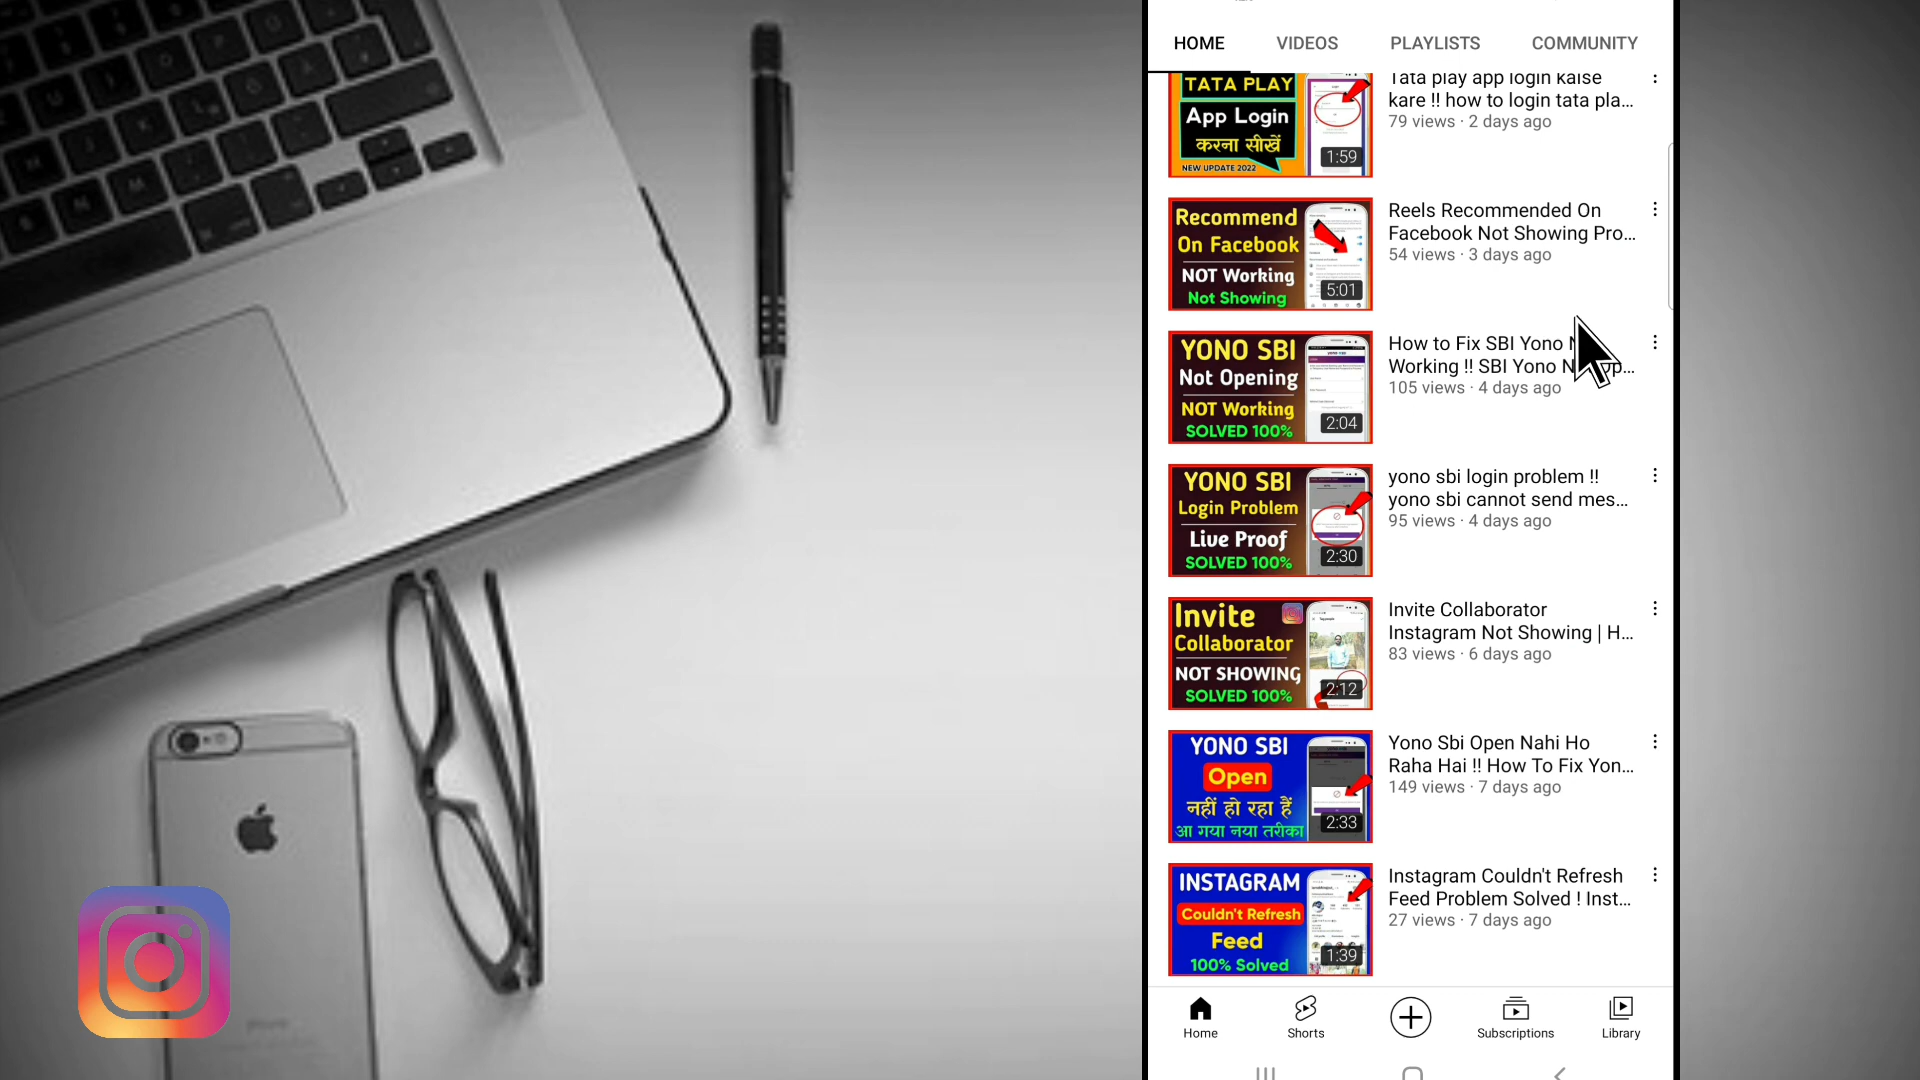 HOME VIDEOS PLAYLISTS COMMUNITY
TATA PLAY
App Login
करना सीखें
NEW UPDATE 2022
1:59
Tata play app login kaise
kare !! how to login tata pla...
79 views · 2 days ago
Recommend
On Facebook
NOT Working
Not Showing
5:01
Reels Recommended On
Facebook Not Showing Pro...
54 views · 3 days ago
YONO SBI
Not Opening
NOT Working
SOLVED 100%
2:04
How to Fix SBI Yono
Working !! SBI Yono
105 views · 4 days ago
YONO SBI
Login Problem
Live Proof
SOLVED 100%
2:30
yono sbi login problem !!
yono sbi cannot send mes...
95 views · 4 days ago
Invite
Collaborator
NOT SHOWING
SOLVED 100%
2:12
Invite Collaborator
Instagram Not Showing | H...
83 views · 6 days ago
YONO SBI
Open
नहीं हो रहा हैं
आ गया नया तरीका
2:33
Yono Sbi Open Nahi Ho
Raha Hai !! How To Fix Yon...
149 views · 7 days ago
INSTAGRAM
Couldn't Refresh
Feed
100% Solved
1:39
Instagram Couldn't Refresh
Feed Problem Solved ! Inst...
27 views · 7 days ago
Home Shorts Subscriptions Library